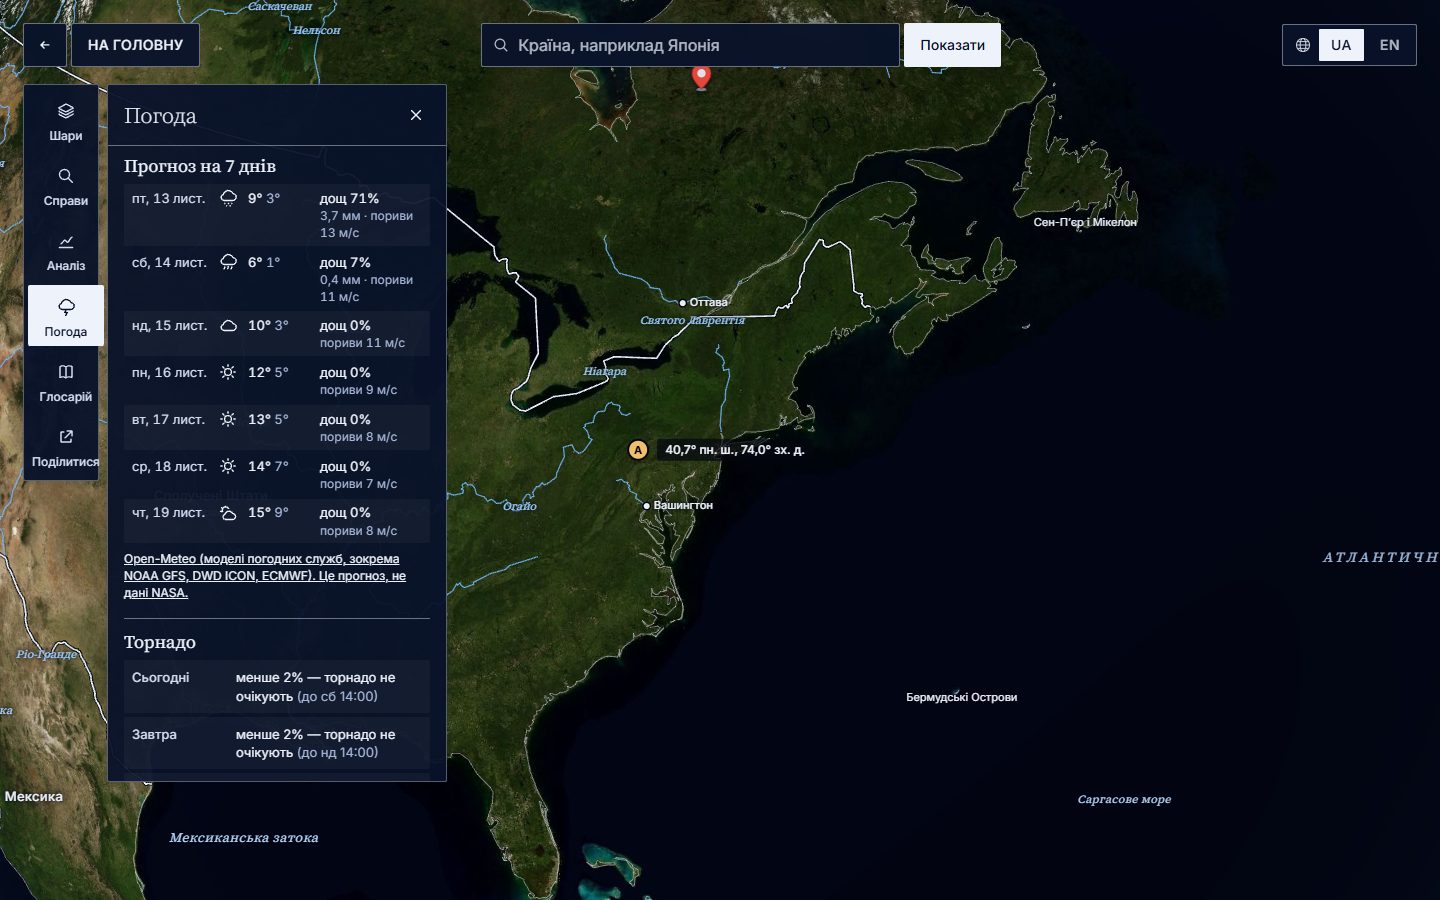 Саскачеван
Нельсон
←
НА ГОЛОВНУ
Країна, наприклад Японія
Показати
UA
EN
Шари
Справи
Аналіз
Погода
Глосарій
Поділитися
Погода
Прогноз на 7 днів
пт, 13 лист. 9° 3° дощ 71%
3,7 мм · пориви
13 м/с
сб, 14 лист. 6° 1° дощ 7%
0,4 мм · пориви
11 м/с
нд, 15 лист. 10° 3° дощ 0%
пориви 11 м/с
пн, 16 лист. 12° 5° дощ 0%
пориви 9 м/с
вт, 17 лист. 13° 5° дощ 0%
пориви 8 м/с
ср, 18 лист. 14° 7° дощ 0%
пориви 7 м/с
Сполучені Штати
чт, 19 лист. 15° 9° дощ 0%
пориви 8 м/с
Open-Meteo (моделі погодних служб, зокрема
NOAA GFS, DWD ICON, ECMWF). Це прогноз, не
дані NASA.
Торнадо
Сьогодні менше 2% — торнадо не
очікують (до сб 14:00)
Завтра менше 2% — торнадо не
очікують (до нд 14:00)
Сен-П’єр і Мікелон
Оттава
Святого Лаврентія
Ніагара
A
40,7° пн. ш., 74,0° зх. д.
Огайо
Вашингтон
АТЛАНТИЧН
Ріо-Гранде
Бермудські Острови
Мексика
Саргасове море
Мексиканська затока